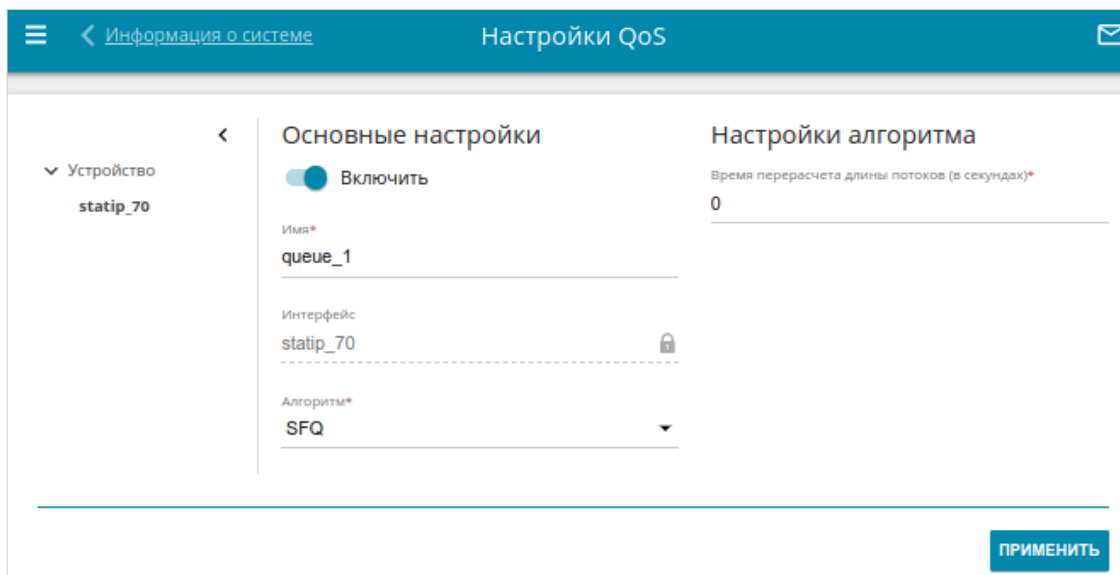 Информация о системе
Настройки QoS
Устройство
statip_70
Основные настройки
Включить
Имя*
queue_1
Интерфейс
statip_70
Алгоритм*
SFQ
Настройки алгоритма
Время перерасчета длины потоков (в секундах)*
0
ПРИМЕНИТЬ